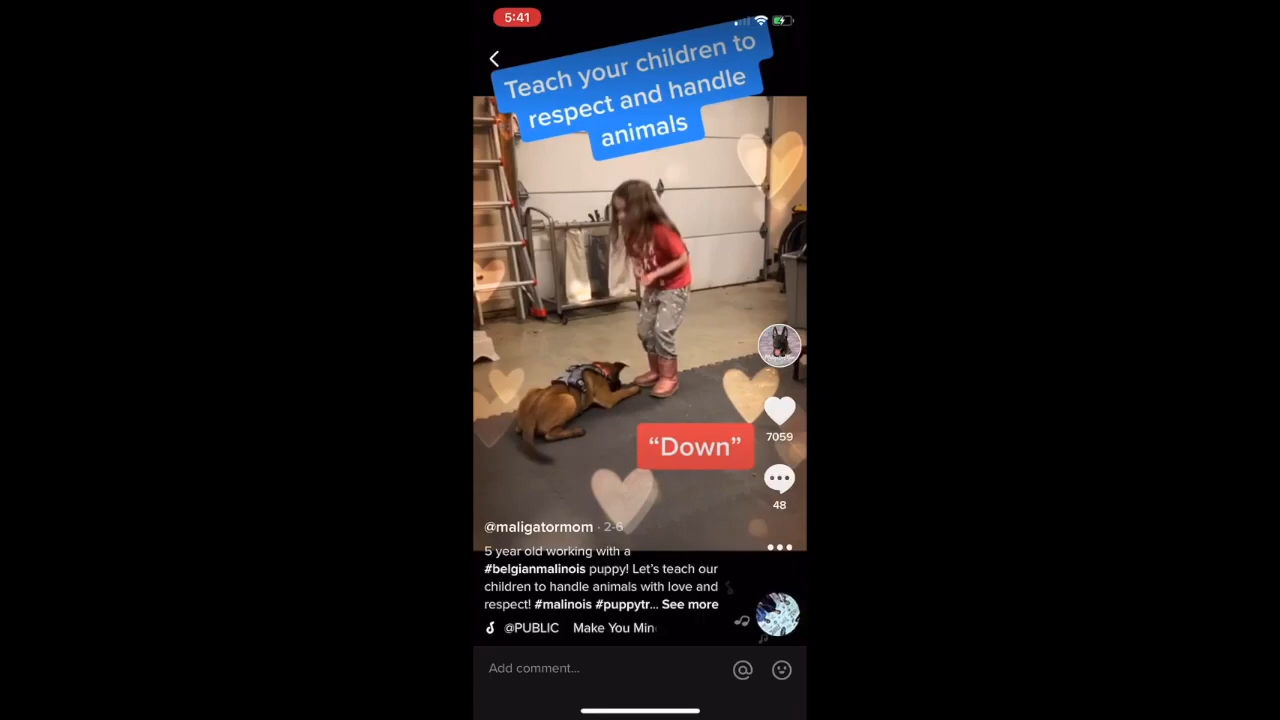 5:41
Teach your children to
respect and handle
animals
“Down”
7059
48
@maligatormom · 2-6
5 year old working with a
#belgianmalinois puppy! Let’s teach our
children to handle animals with love and
respect! #malinois #puppytr... See more
@PUBLIC Make You Min
Add comment...